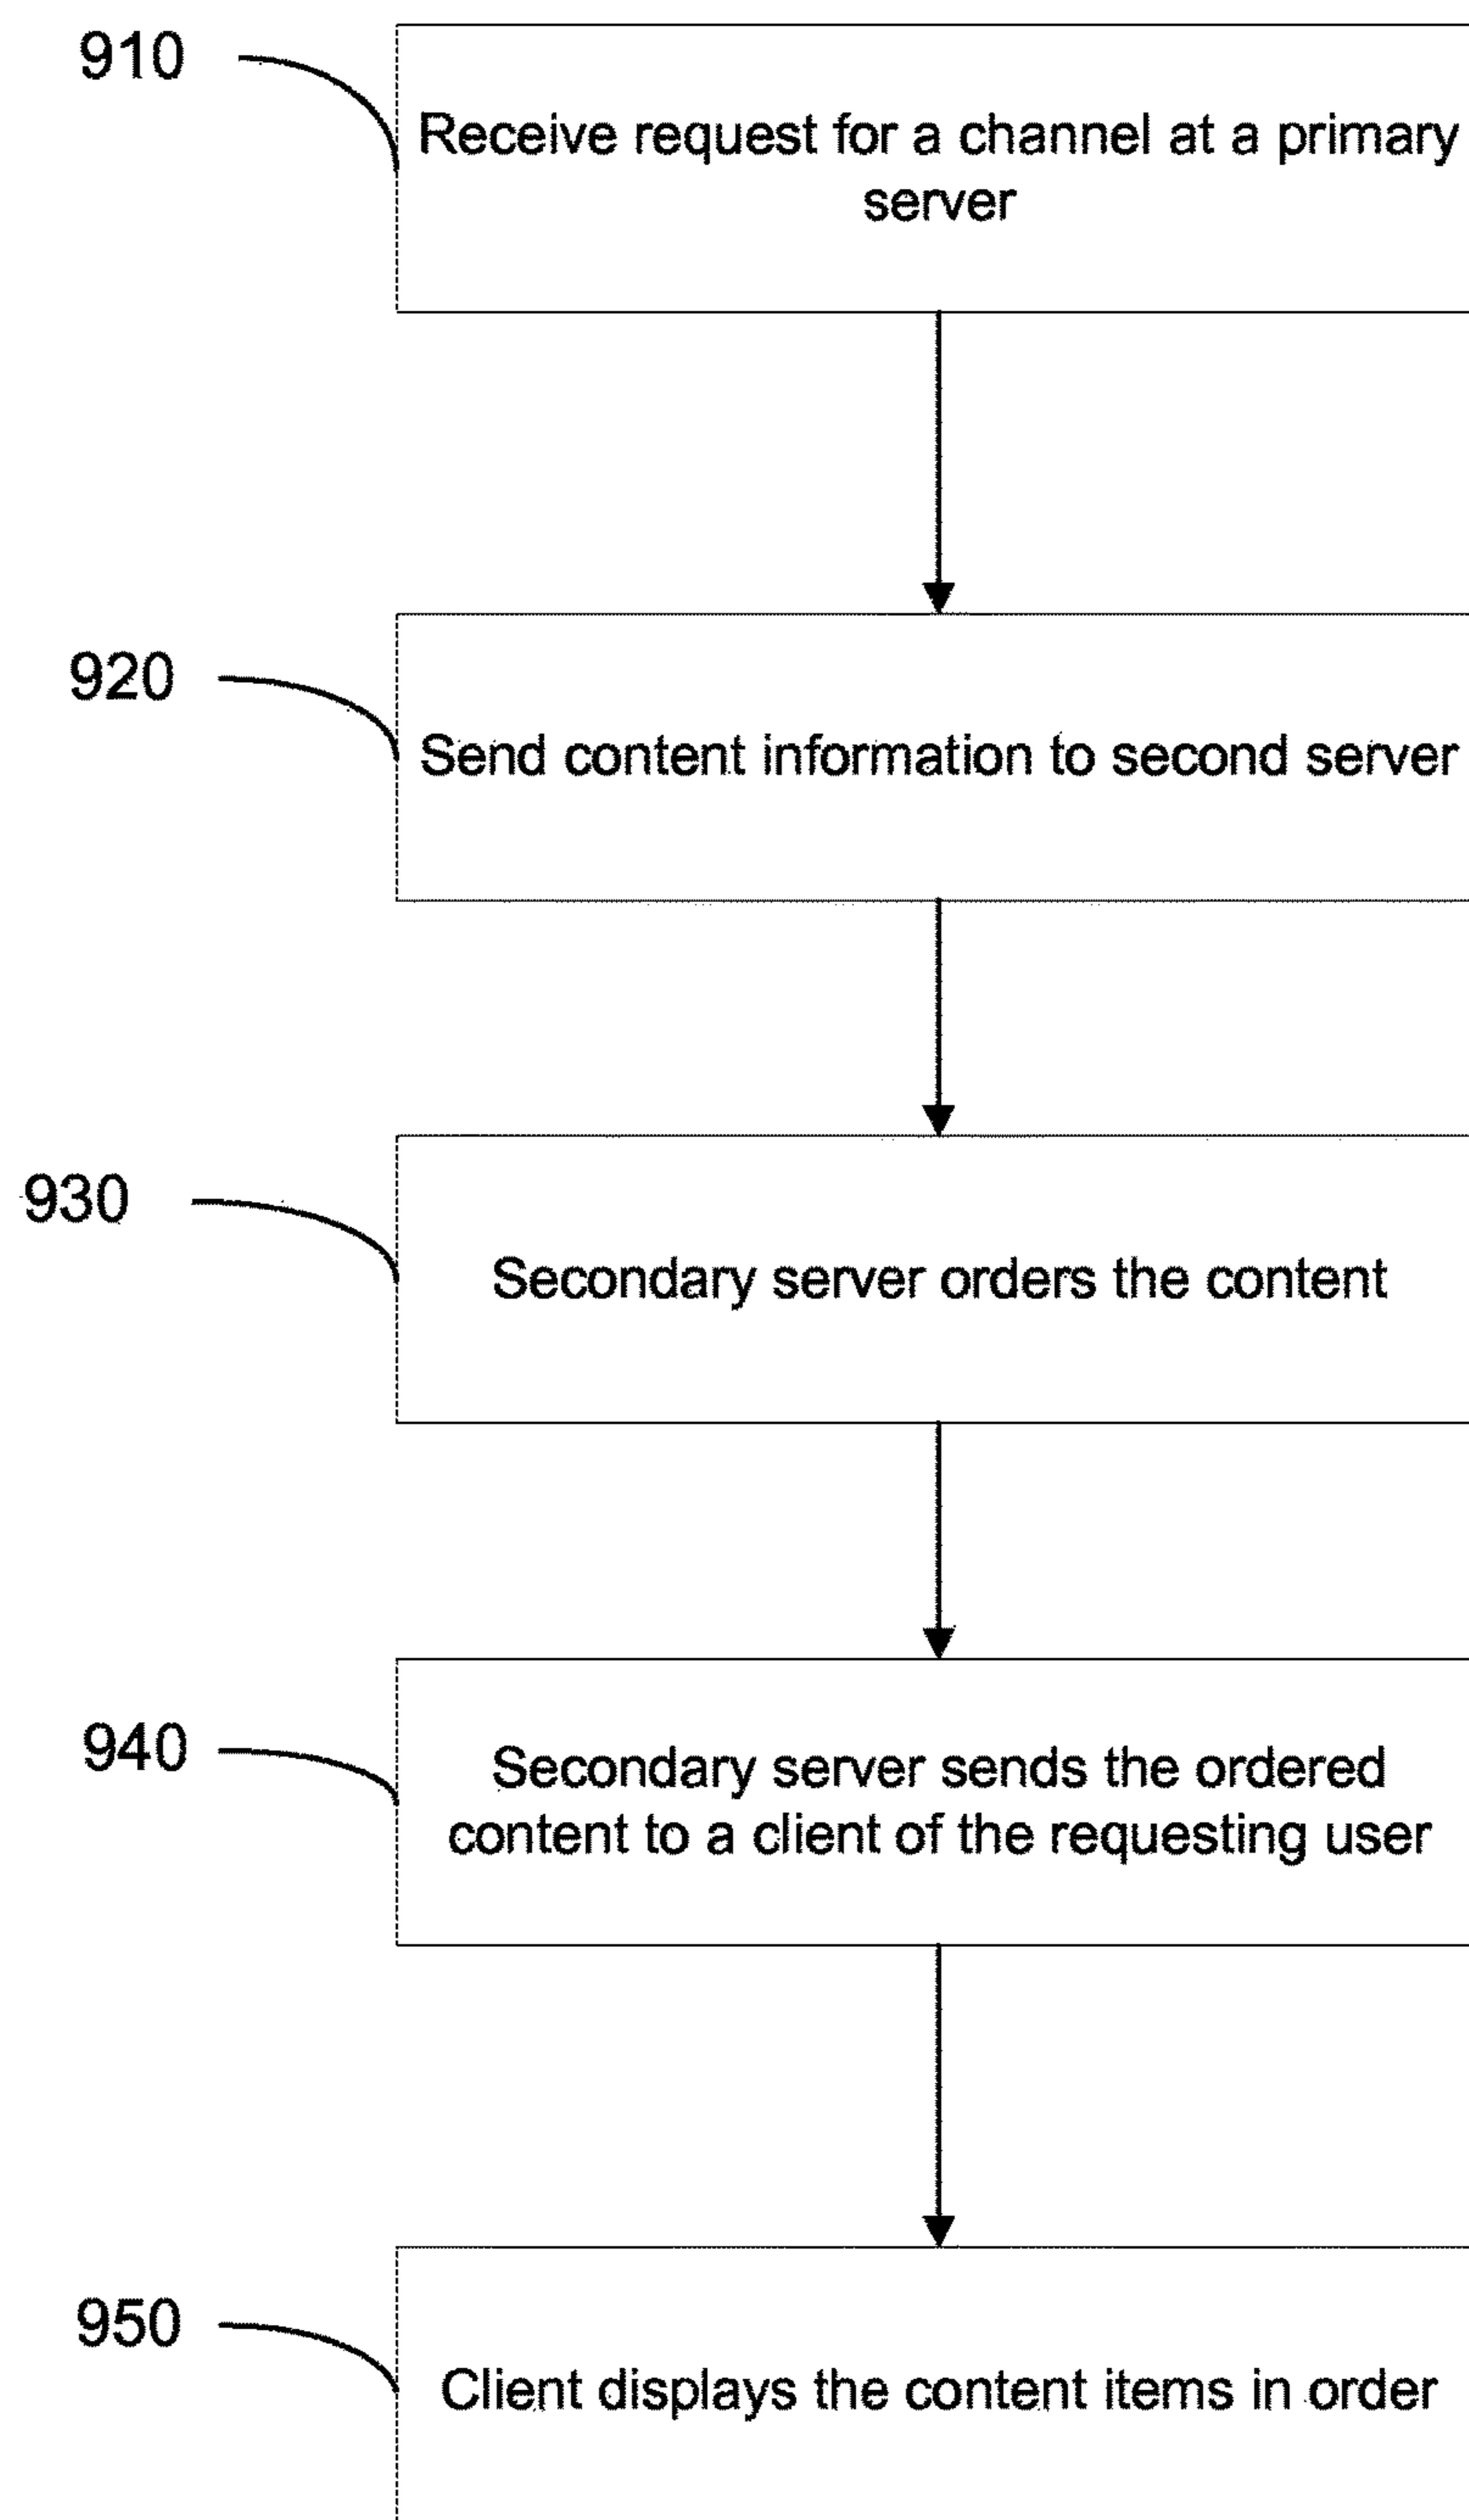 910
Receive request for a channel at a primary
server
920
Send content information to second server
930
Secondary server orders the content
940
Secondary server sends the ordered
content to a client of the requesting user
950
Client displays the content items in order